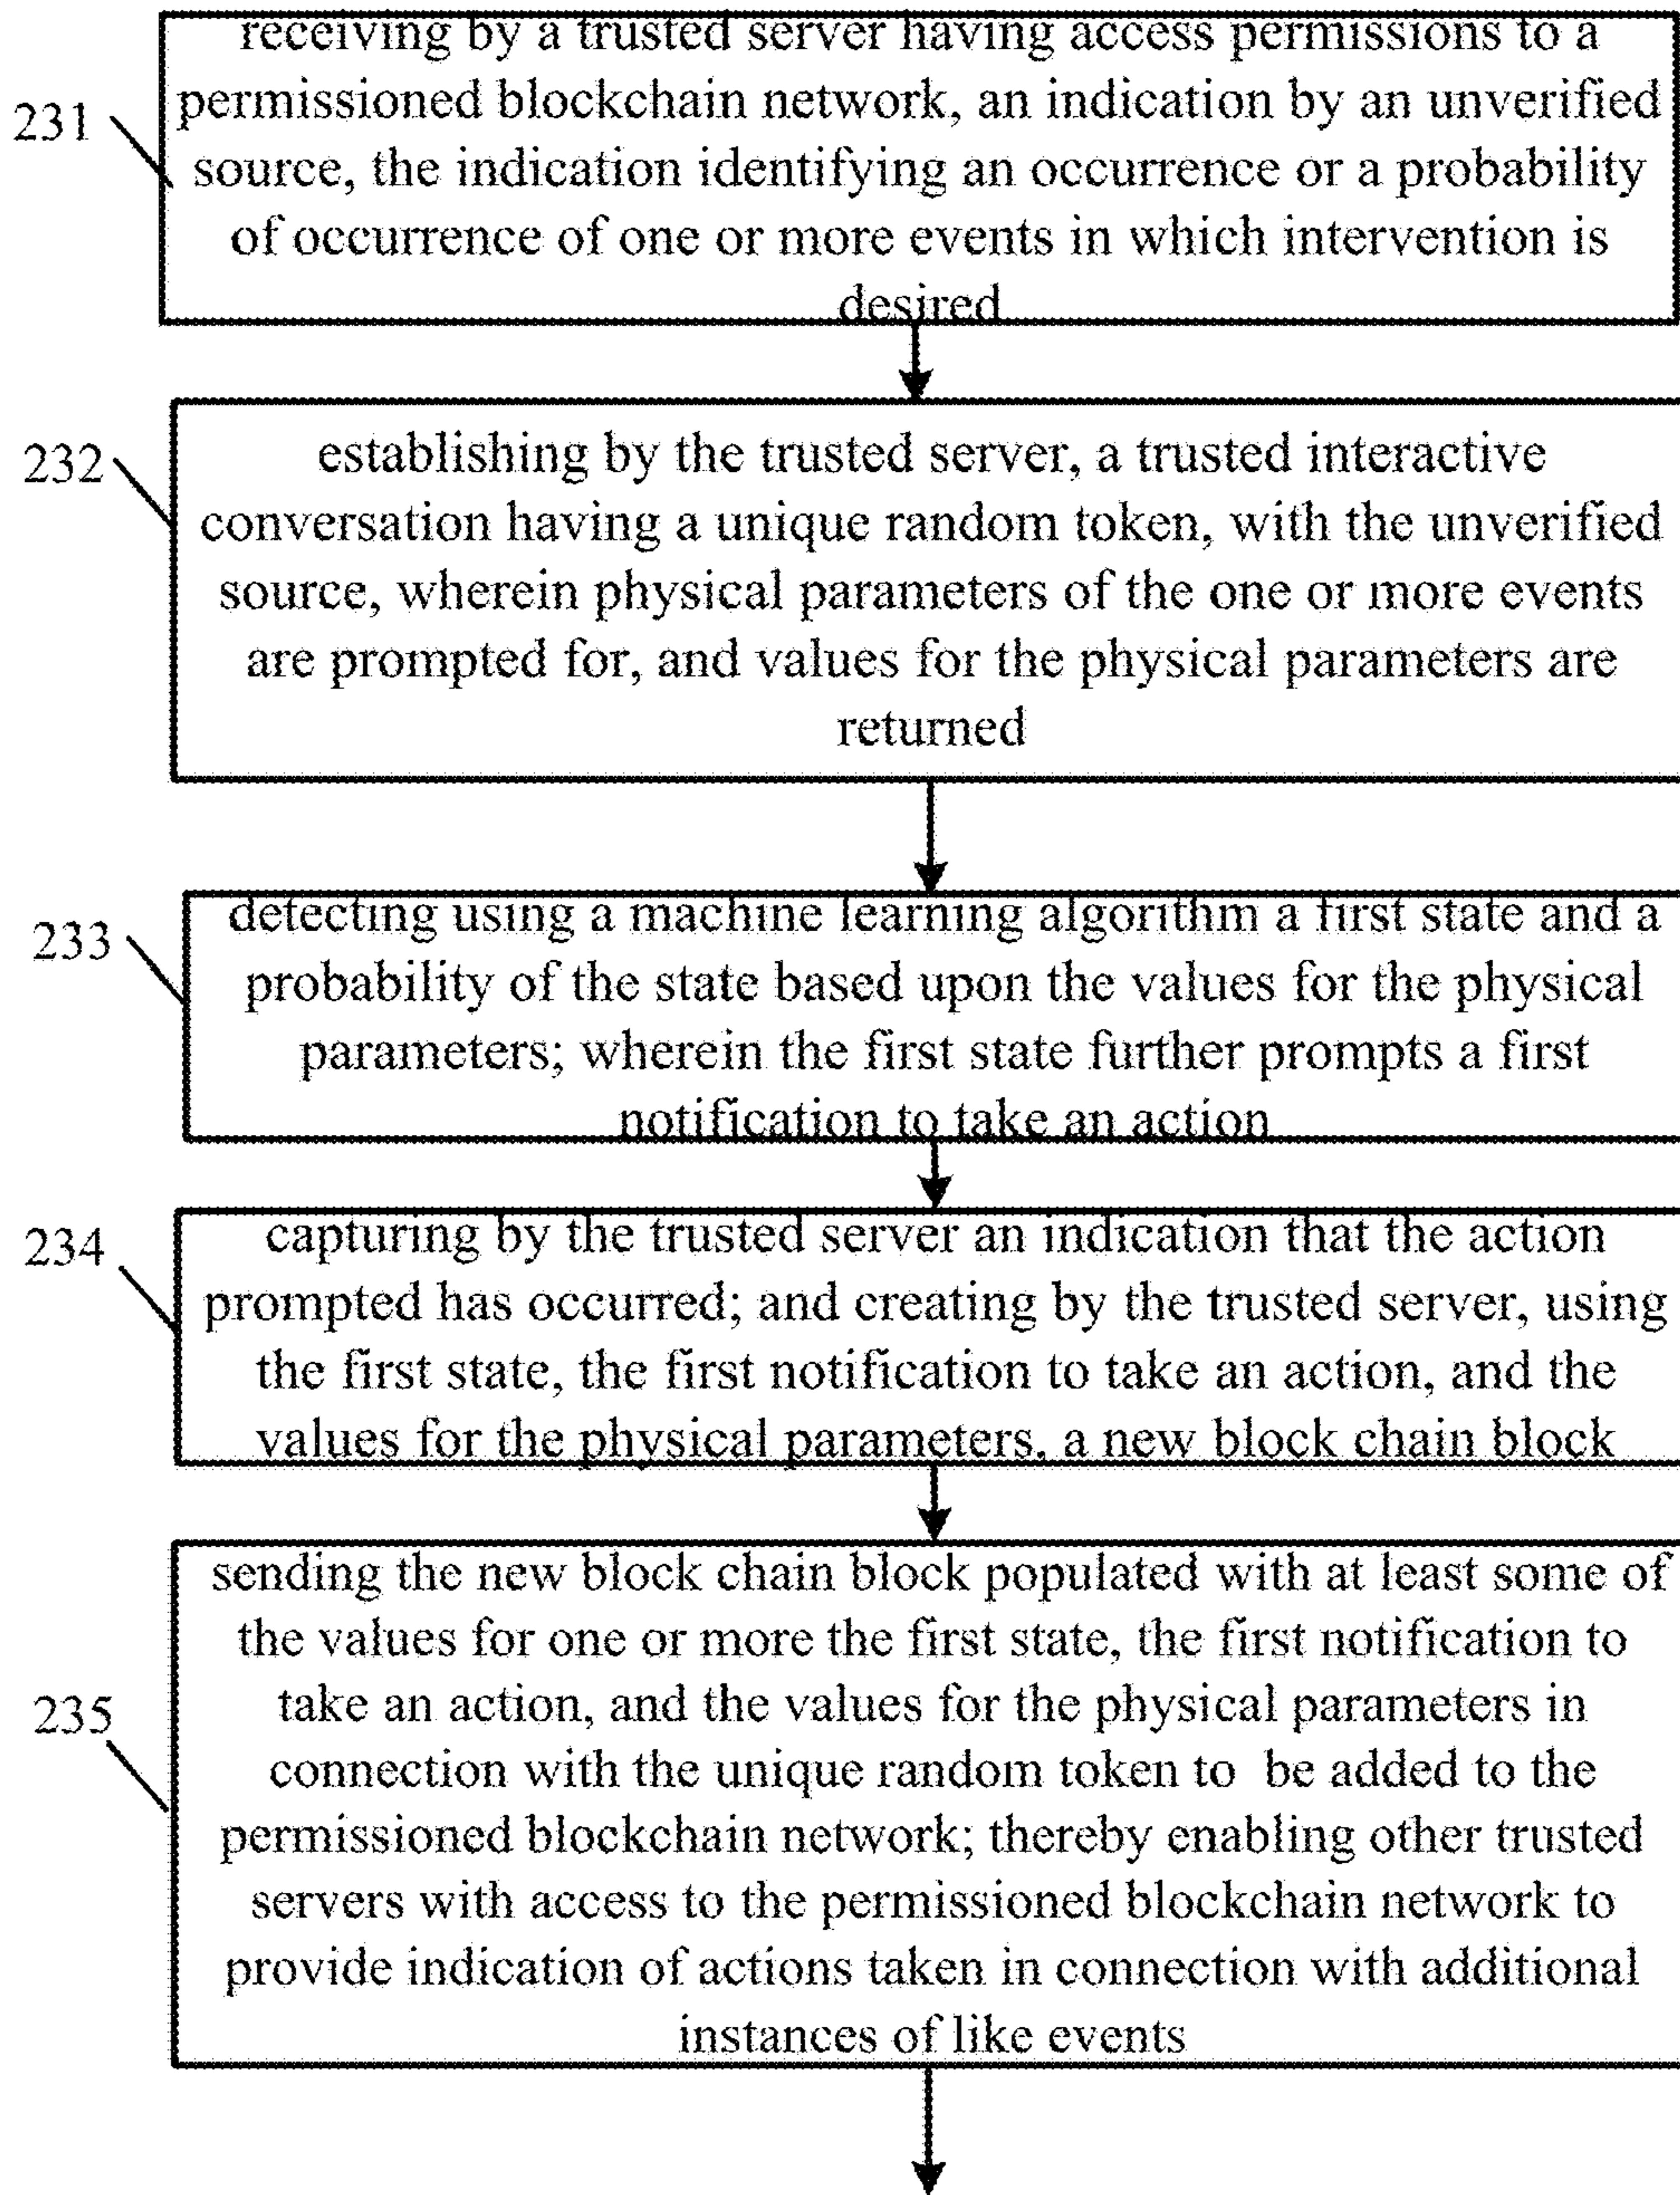 receiving by a trusted server having access permissions to a
231
permissioned blockchain network, an indication by an unverified
source, the indication identifying an occurrence or a probability
of occurrence of one or more events in which intervention is
desired
232
establishing by the trusted server, a trusted interactive
conversation having a unique random token, with the unverified
source, wherein physical parameters of the one or more events
are prompted for, and values for the physical parameters are
returned
233
detecting using a machine learning algorithm a first state and a
probability of the state based upon the values for the physical
parameters; wherein the first state further prompts a first
notification to take an action
234
capturing by the trusted server an indication that the action
prompted has occurred; and creating by the trusted server, using
the first state, the first notification to take an action, and the
values for the physical parameters, a new block chain block
sending the new block chain block populated with at least some of
the values for one or more the first state, the first notification to
235
take an action, and the values for the physical parameters in
connection with the unique random token to be added to the
permissioned blockchain network; thereby enabling other trusted
servers with access to the permissioned blockchain network to
provide indication of actions taken in connection with additional
instances of like events